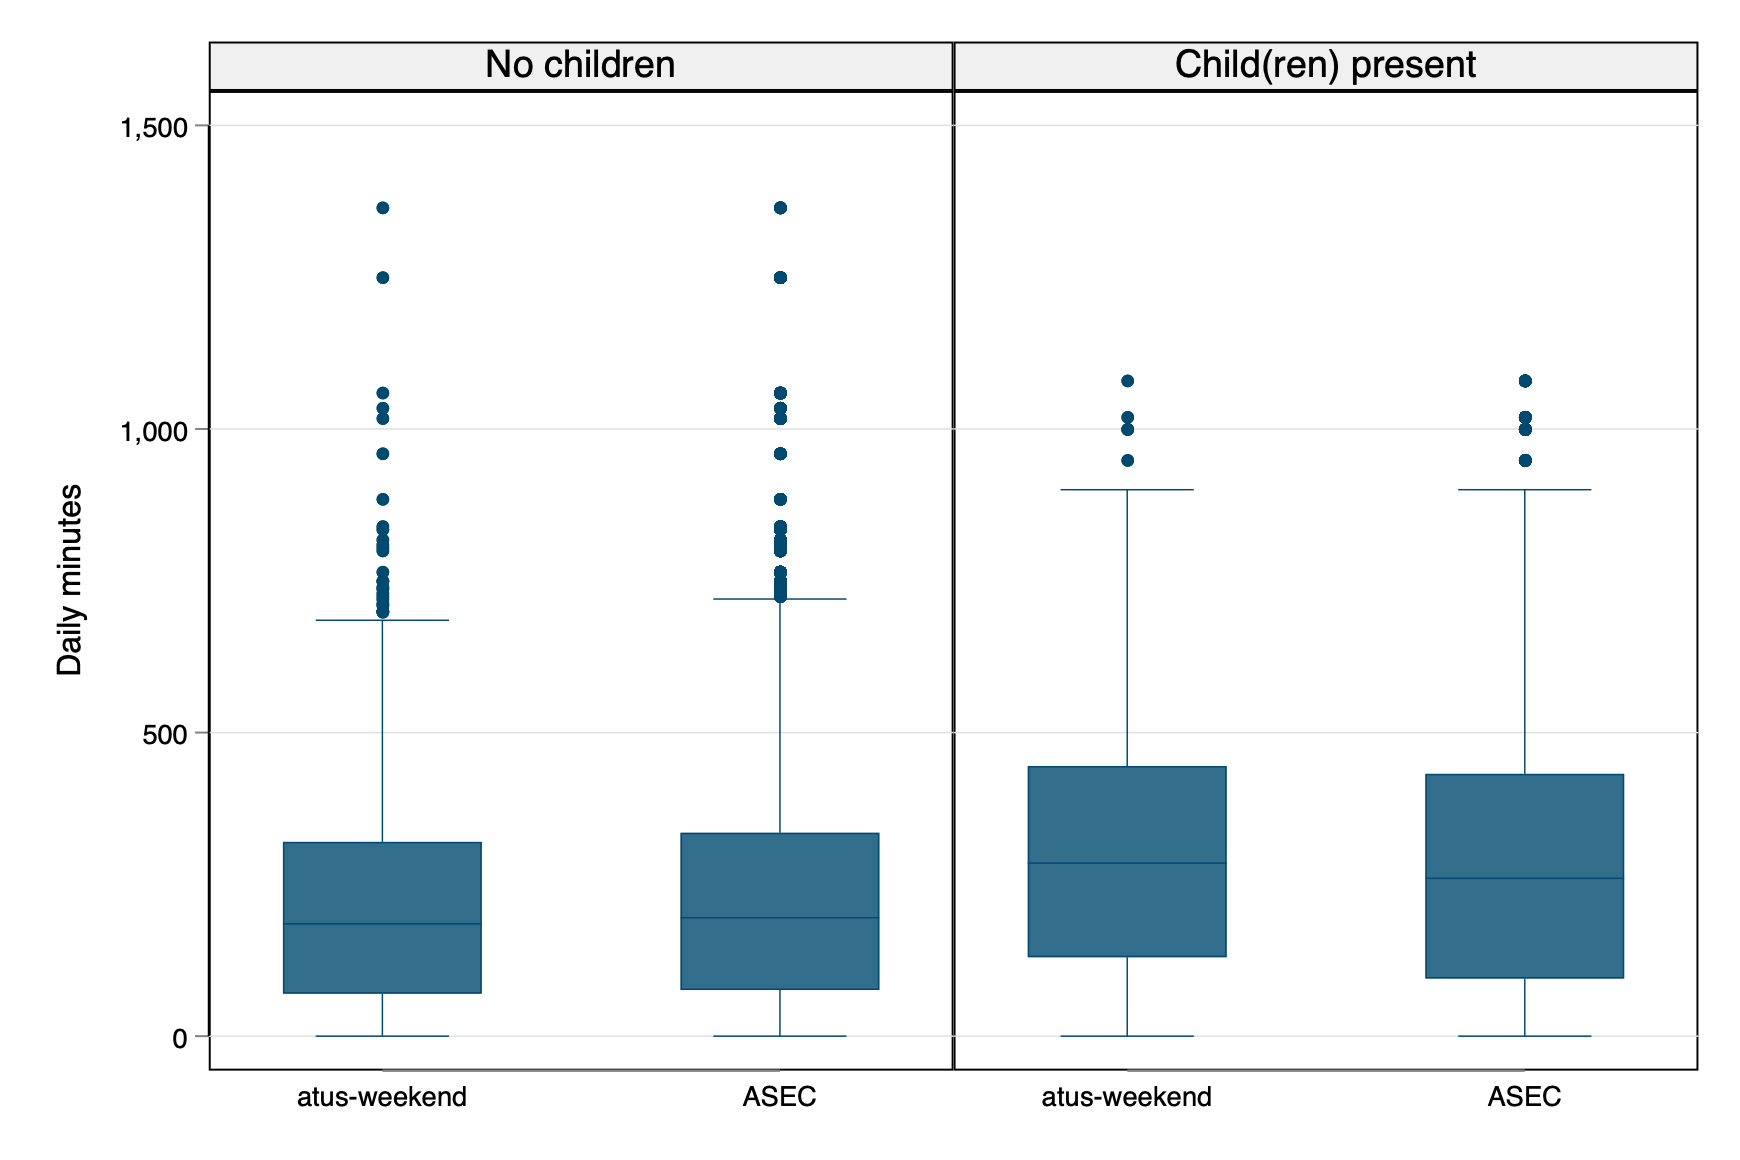 No children
Child(ren) present
Daily minutes
1,500
1,000
500
0
atus-weekend
ASEC
atus-weekend
ASEC